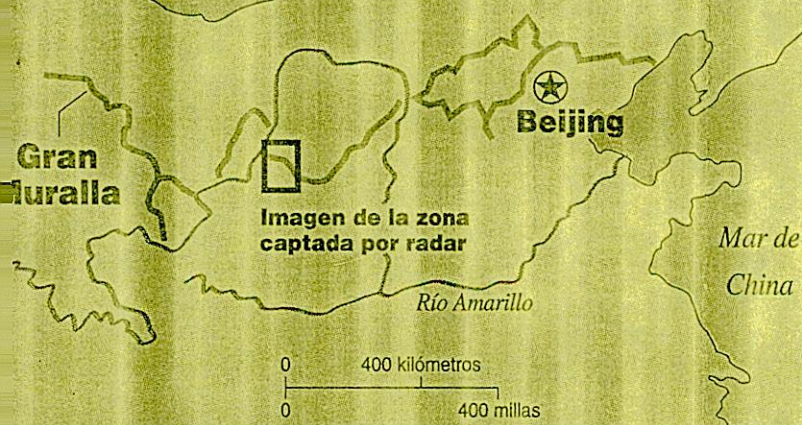 Beijing
Gran
Muralla
Imagen de la zona
captada por radar
Mar de
China
Río Amarillo
0 400 kilómetros
0 400 millas